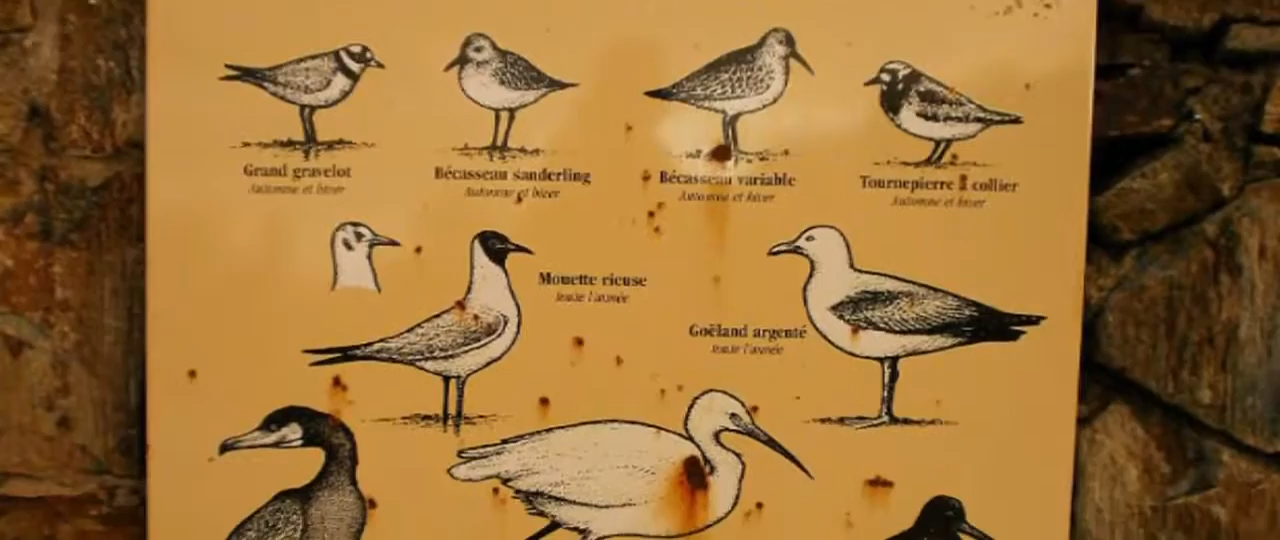 Grand gravelot
Automne et hiver
Bécasseau sanderling
Automne et hiver
Bécasseau variable
Automne et hiver
Tournepierre à collier
Automne et hiver
Mouette rieuse
toute l'année
Goëland argenté
toute l'année